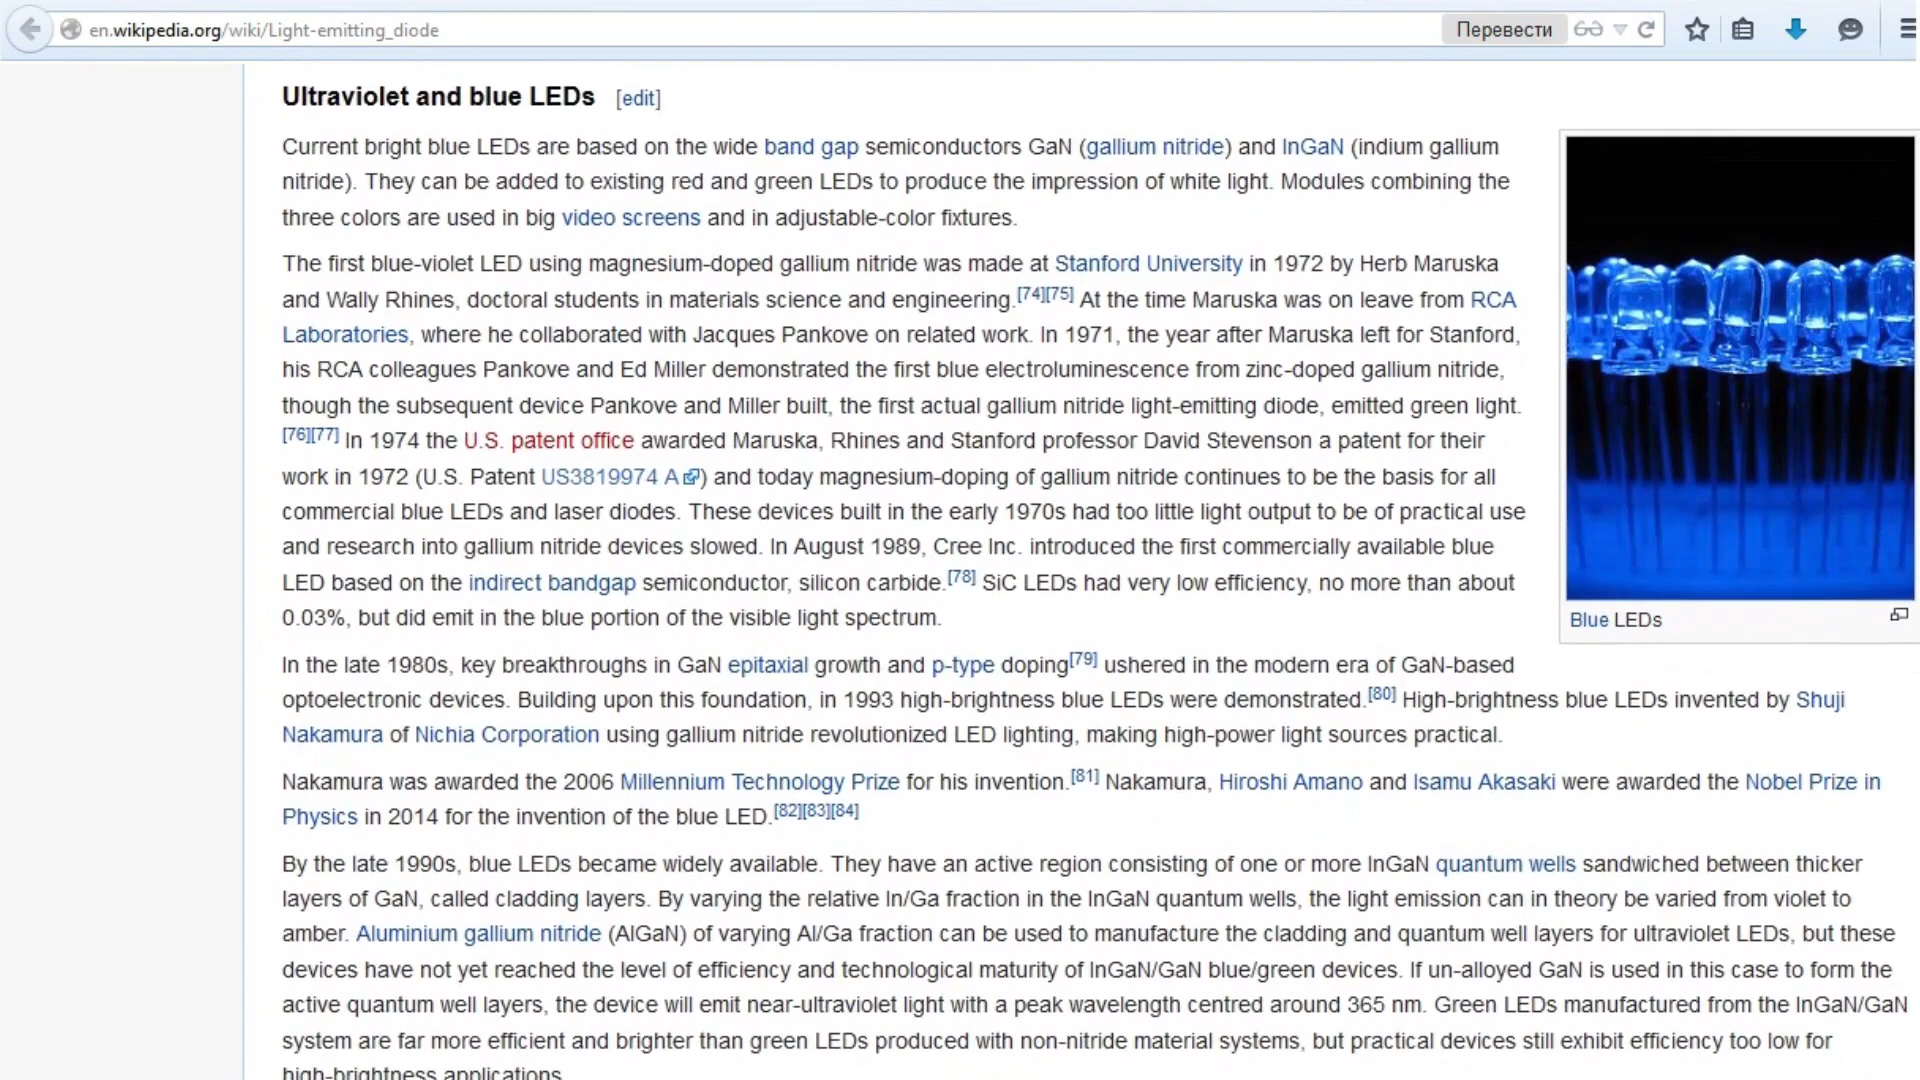 en.wikipedia.org/wiki/Light-emitting_diode
Перевести
Ultraviolet and blue LEDs [edit]
Current bright blue LEDs are based on the wide band gap semiconductors GaN (gallium nitride) and InGaN (indium gallium
nitride). They can be added to existing red and green LEDs to produce the impression of white light. Modules combining the
three colors are used in big video screens and in adjustable-color fixtures.
The first blue-violet LED using magnesium-doped gallium nitride was made at Stanford University in 1972 by Herb Maruska
and Wally Rhines, doctoral students in materials science and engineering.[74][75] At the time Maruska was on leave from RCA
Laboratories, where he collaborated with Jacques Pankove on related work. In 1971, the year after Maruska left for Stanford,
his RCA colleagues Pankove and Ed Miller demonstrated the first blue electroluminescence from zinc-doped gallium nitride,
though the subsequent device Pankove and Miller built, the first actual gallium nitride light-emitting diode, emitted green light.
[76][77] In 1974 the U.S. patent office awarded Maruska, Rhines and Stanford professor David Stevenson a patent for their
work in 1972 (U.S. Patent US3819974 A) and today magnesium-doping of gallium nitride continues to be the basis for all
commercial blue LEDs and laser diodes. These devices built in the early 1970s had too little light output to be of practical use
and research into gallium nitride devices slowed. In August 1989, Cree Inc. introduced the first commercially available blue
LED based on the indirect bandgap semiconductor, silicon carbide.[78] SiC LEDs had very low efficiency, no more than about
0.03%, but did emit in the blue portion of the visible light spectrum.
Blue LEDs
In the late 1980s, key breakthroughs in GaN epitaxial growth and p-type doping[79] ushered in the modern era of GaN-based
optoelectronic devices. Building upon this foundation, in 1993 high-brightness blue LEDs were demonstrated.[80] High-brightness blue LEDs invented by Shuji
Nakamura of Nichia Corporation using gallium nitride revolutionized LED lighting, making high-power light sources practical.
Nakamura was awarded the 2006 Millennium Technology Prize for his invention.[81] Nakamura, Hiroshi Amano and Isamu Akasaki were awarded the Nobel Prize in
Physics in 2014 for the invention of the blue LED.[82][83][84]
By the late 1990s, blue LEDs became widely available. They have an active region consisting of one or more InGaN quantum wells sandwiched between thicker
layers of GaN, called cladding layers. By varying the relative In/Ga fraction in the InGaN quantum wells, the light emission can in theory be varied from violet to
amber. Aluminium gallium nitride (AlGaN) of varying Al/Ga fraction can be used to manufacture the cladding and quantum well layers for ultraviolet LEDs, but these
devices have not yet reached the level of efficiency and technological maturity of InGaN/GaN blue/green devices. If un-alloyed GaN is used in this case to form the
active quantum well layers, the device will emit near-ultraviolet light with a peak wavelength centred around 365 nm. Green LEDs manufactured from the InGaN/GaN
system are far more efficient and brighter than green LEDs produced with non-nitride material systems, but practical devices still exhibit efficiency too low for
high-brightness applications.